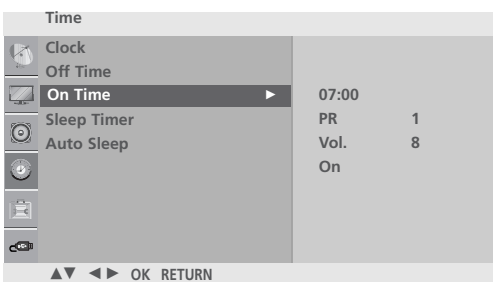 Time
Clock
Off Time
On Time ►
Sleep Timer
Auto Sleep
07:00
PR 1
Vol. 8
On
▲▼ ◄► OK RETURN